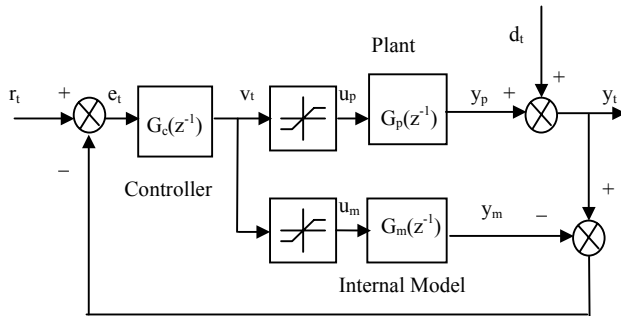 Plant
d_t
r_t
+
e_t
G_c(z^{-1})
v_t
u_p
G_p(z^{-1})
y_p
+
+
y_t
−
Controller
u_m
G_m(z^{-1})
y_m
−
+
Internal Model